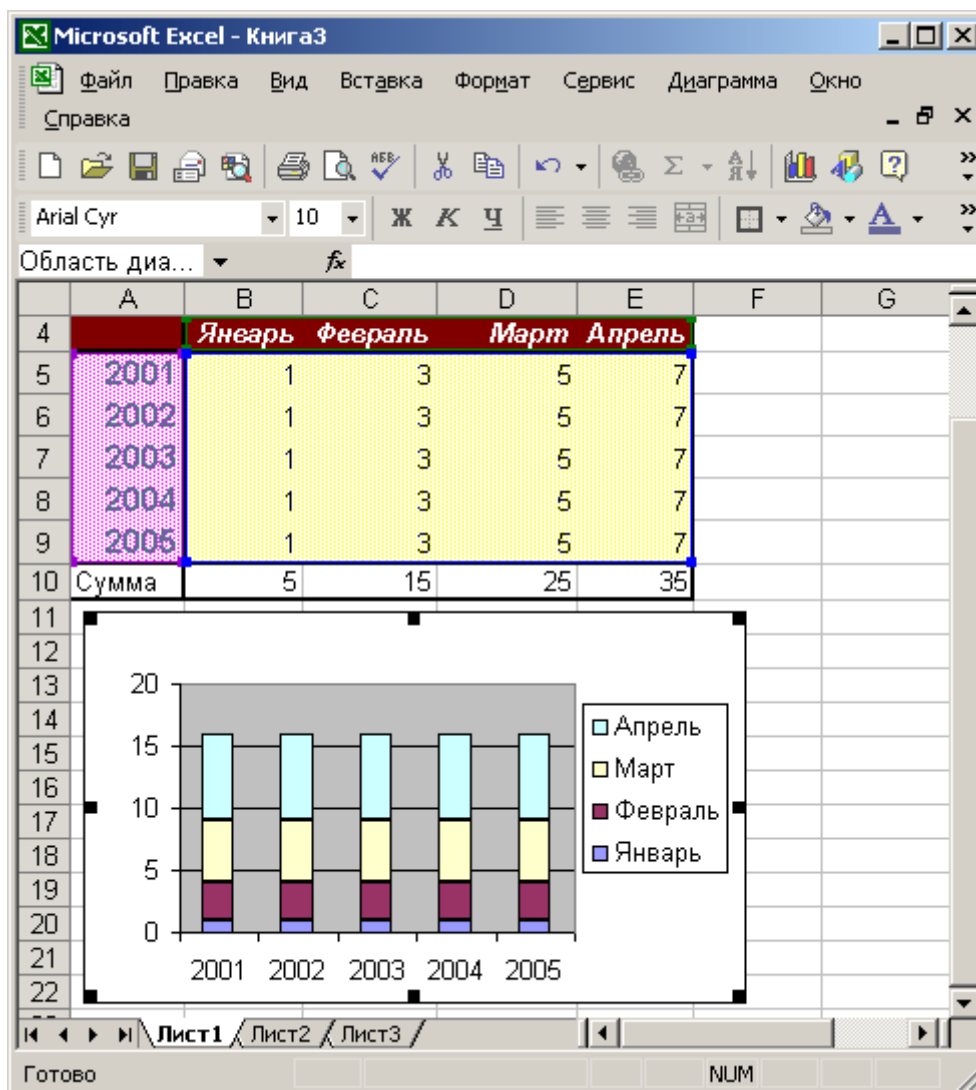 Microsoft Excel - Книга3
Файл Правка Вид Вставка Формат Сервис Диаграмма Окно
Справка
Arial Cyr 10 Ж К Ч
Область диа... fx
A B C D E F G
4 Январь Февраль Март Апрель
5 2001 1 3 5 7
6 2002 1 3 5 7
7 2003 1 3 5 7
8 2004 1 3 5 7
9 2005 1 3 5 7
10 Сумма 5 15 25 35
11
12
13
14
15
16
17
18
19
20
21
22
20
15
10
5
0
2001 2002 2003 2004 2005
Апрель
Март
Февраль
Январь
Лист1 Лист2 Лист3
Готово NUM